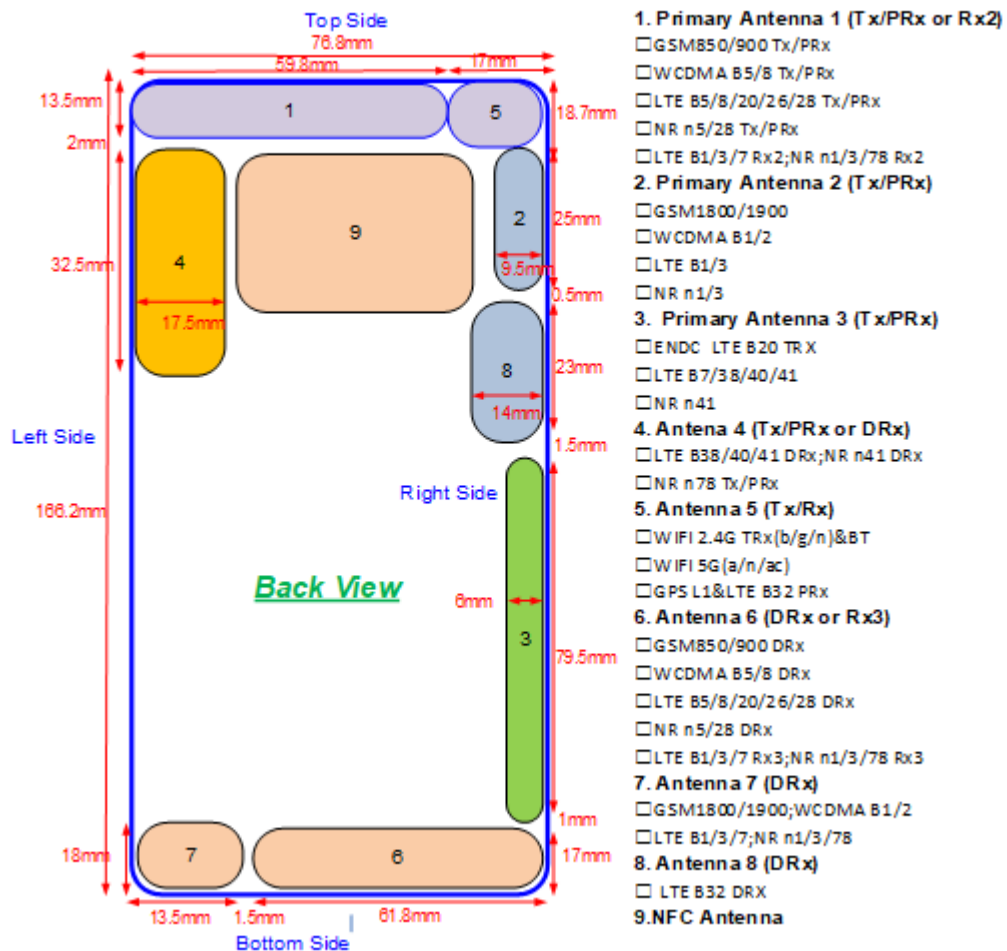 Top Side
76.8mm
59.8mm
17mm
13.5mm
1
5
18.7mm
2mm
32.5mm
4
17.5mm
9
2
25mm
9.5mm
0.5mm
8
23mm
14mm
1.5mm
Left Side
166.2mm
Right Side
Back View
6mm
3
79.5mm
1mm
18mm
7
6
17mm
13.5mm
1.5mm
61.8mm
Bottom Side
1. Primary Antenna 1 (Tx/PRx or Rx2)
□GSM850/900 Tx/PRx
□WCDMA B5/8 Tx/PRx
□LTE B5/8/20/26/28 Tx/PRx
□NR n5/28 Tx/PRx
□LTE B1/3/7 Rx2;NR n1/3/78 Rx2
2. Primary Antenna 2 (Tx/PRx)
□GSM1800/1900
□WCDMA B1/2
□LTE B1/3
□NR n1/3
3. Primary Antenna 3 (Tx/PRx)
□ENDC LTE B20 TRX
□LTE B7/38/40/41
□NR n41
4. Antena 4 (Tx/PRx or DRx)
□LTE B38/40/41 DRx;NR n41 DRx
□NR n78 Tx/PRx
5. Antenna 5 (Tx/Rx)
□WIFI 2.4G TRx(b/g/n)&BT
□WIFI 5G(a/n/ac)
□GPS L1&LTE B32 PRx
6. Antenna 6 (DRx or Rx3)
□GSM850/900 DRx
□WCDMA B5/8 DRx
□LTE B5/8/20/26/28 DRx
□NR n5/28 DRx
□LTE B1/3/7 Rx3;NR n1/3/78 Rx3
7. Antenna 7 (DRx)
□GSM1800/1900;WCDMA B1/2
□LTE B1/3/7;NR n1/3/78
8. Antenna 8 (DRx)
□ LTE B32 DRX
9.NFC Antenna